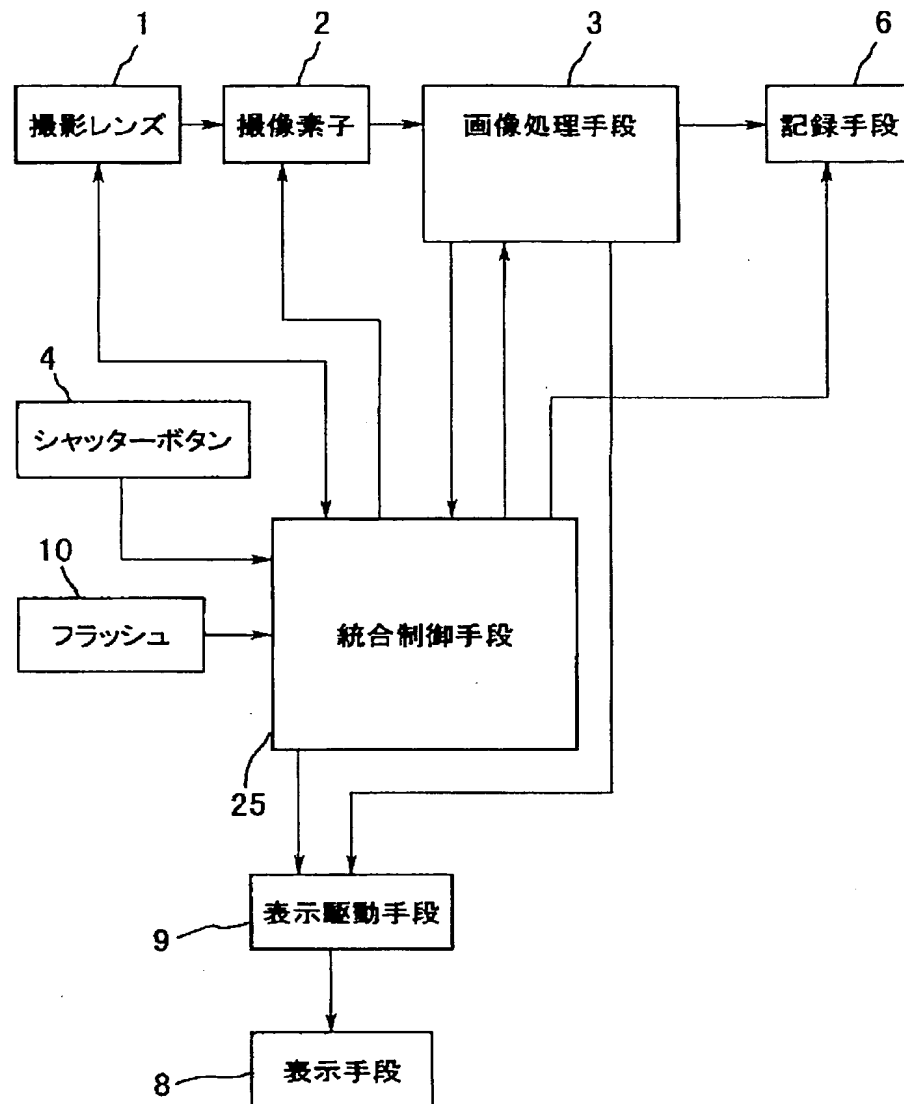 1
2
3
6
撮影レンズ
撮像素子
画像処理手段
記録手段
4
シャッターボタン
10
フラッシュ
統合制御手段
25
表示駆動手段
9
表示手段
8